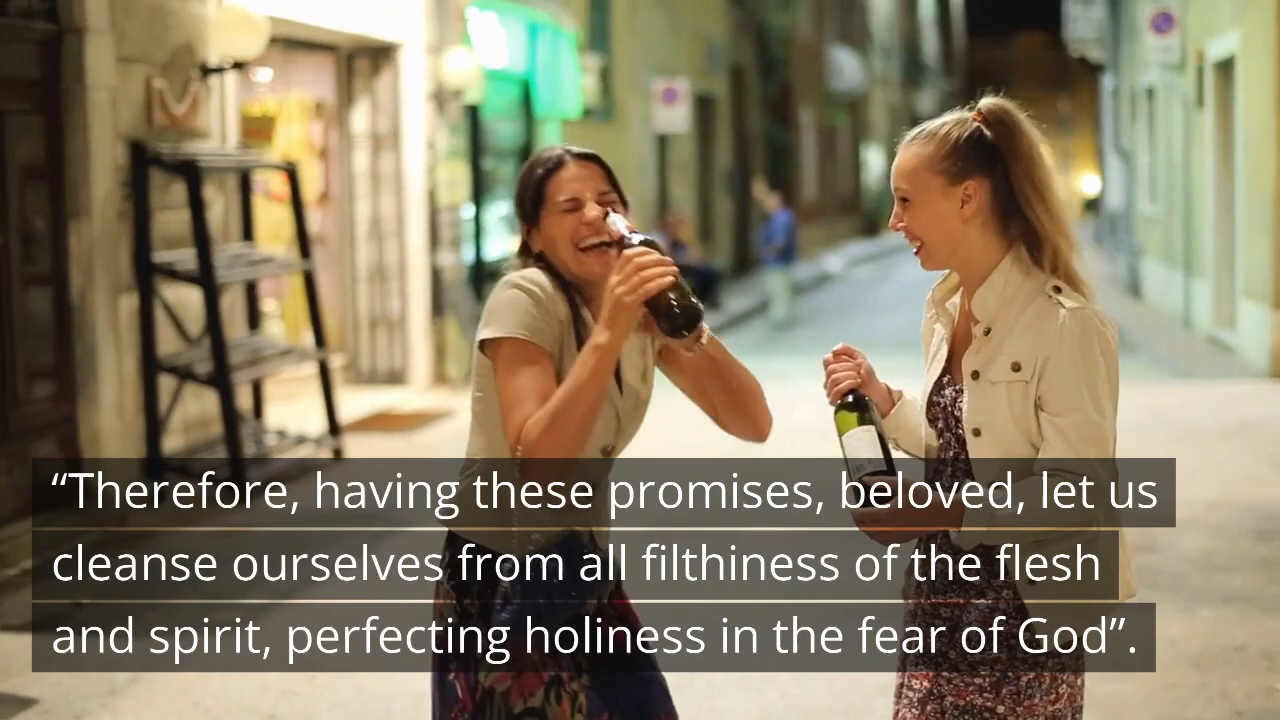 “Therefore, having these promises, beloved, let us
cleanse ourselves from all filthiness of the flesh
and spirit, perfecting holiness in the fear of God”.